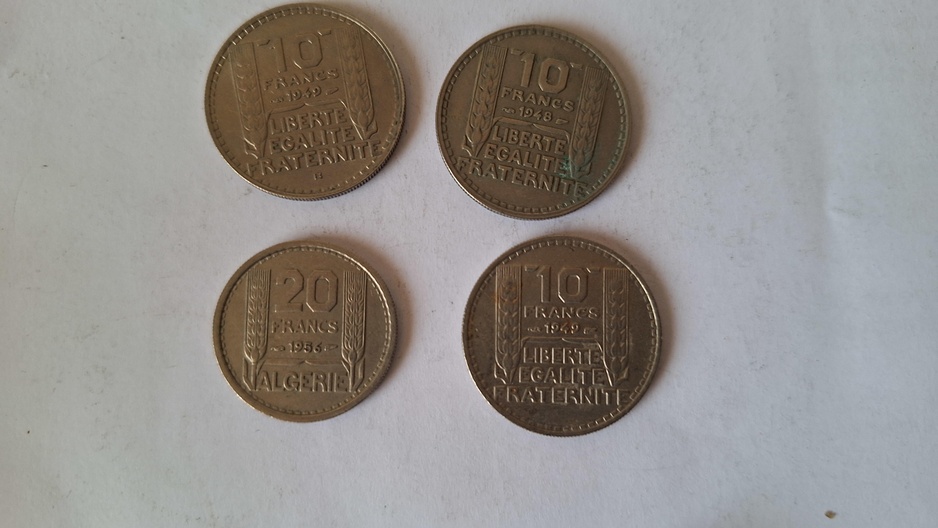 10
FRANCS
1949
LIBERTE
EGALITE
FRATERNITE
B
10
FRANCS
1948
LIBERTE
EGALITE
FRATERNITE
20
FRANCS
1956
ALGERIE
10
FRANCS
1949
LIBERTE
EGALITE
FRATERNITE